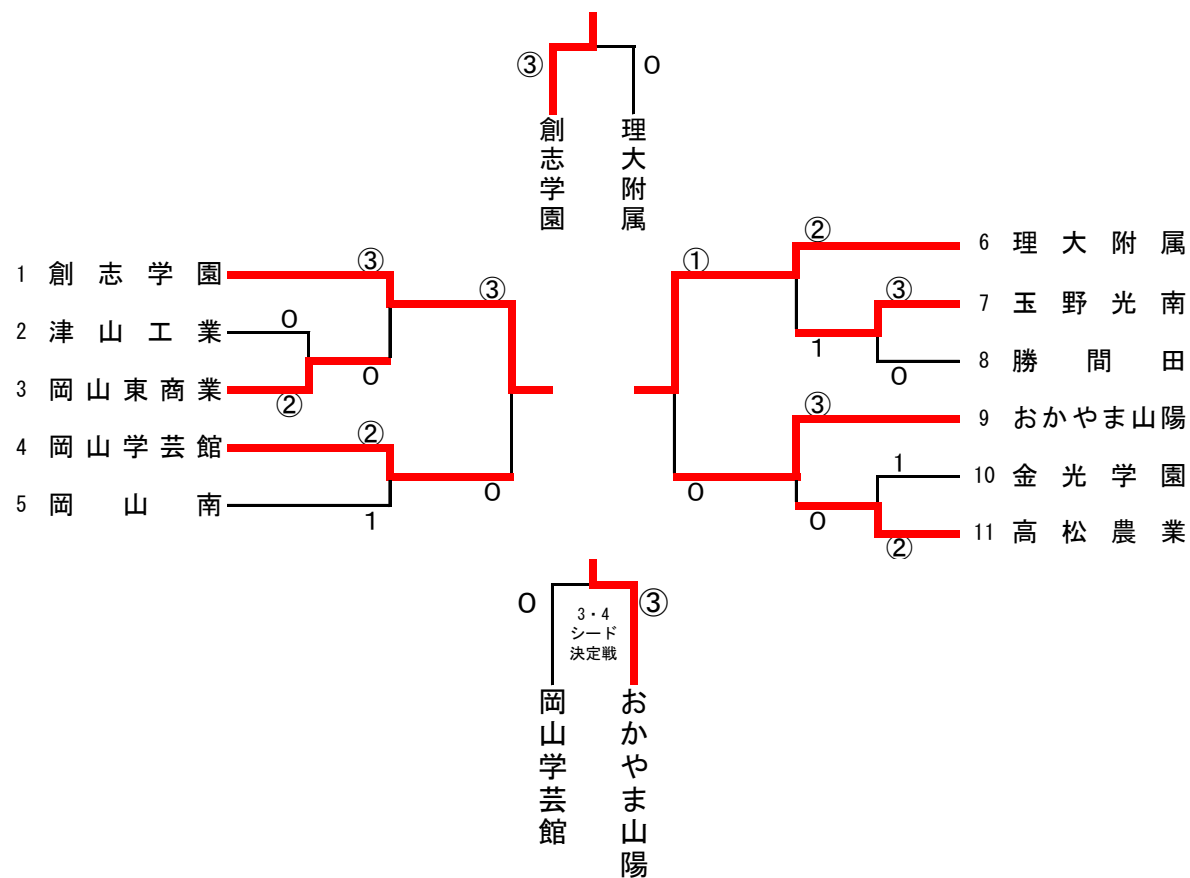 ③ 0
創志学園
理大附属
1 創志学園
2 津山工業
3 岡山東商業
4 岡山学芸館
5 岡山南
③
0
②
0
②
1
③
0
6 理大附属
7 玉野光南
8 勝間田
9 おかやま山陽
10 金光学園
11 高松農業
②
①
③
1
0
③
1
0
0
②
0 ③
3・4
シード
決定戦
岡山学芸館
おかやま山陽